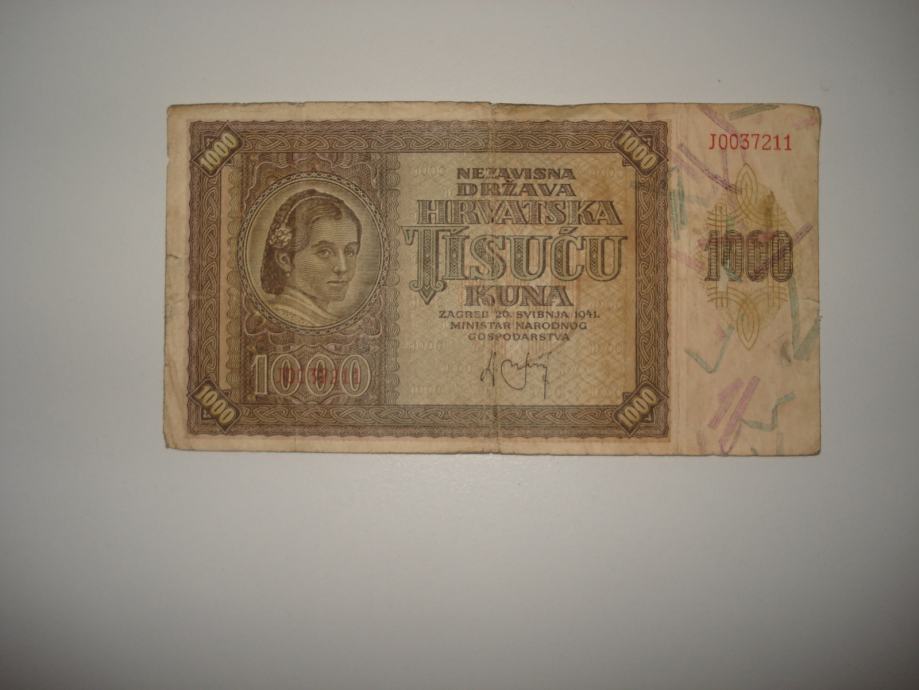 1000
1000
J0037211
NEZAVISNA
DRŽAVA
HRVATSKA
TISUĆU
KUNA
1000
ZAGREB 26. SVIBNJA 1941.
MINISTAR NARODNOG
GOSPODARSTVA
1000
1000
1000